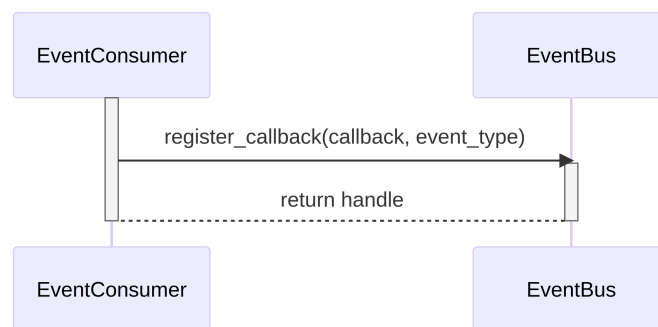 EventConsumer
EventBus
register_callback(callback, event_type)
return handle
EventConsumer
EventBus